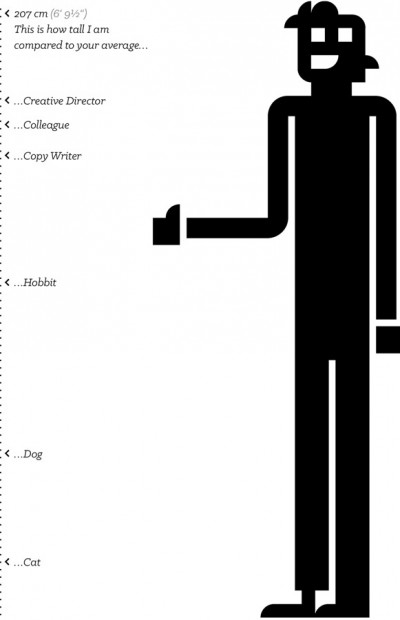 207 cm (6' 9½")
This is how tall I am
compared to your average...
...Creative Director
...Colleague
...Copy Writer
...Hobbit
...Dog
...Cat